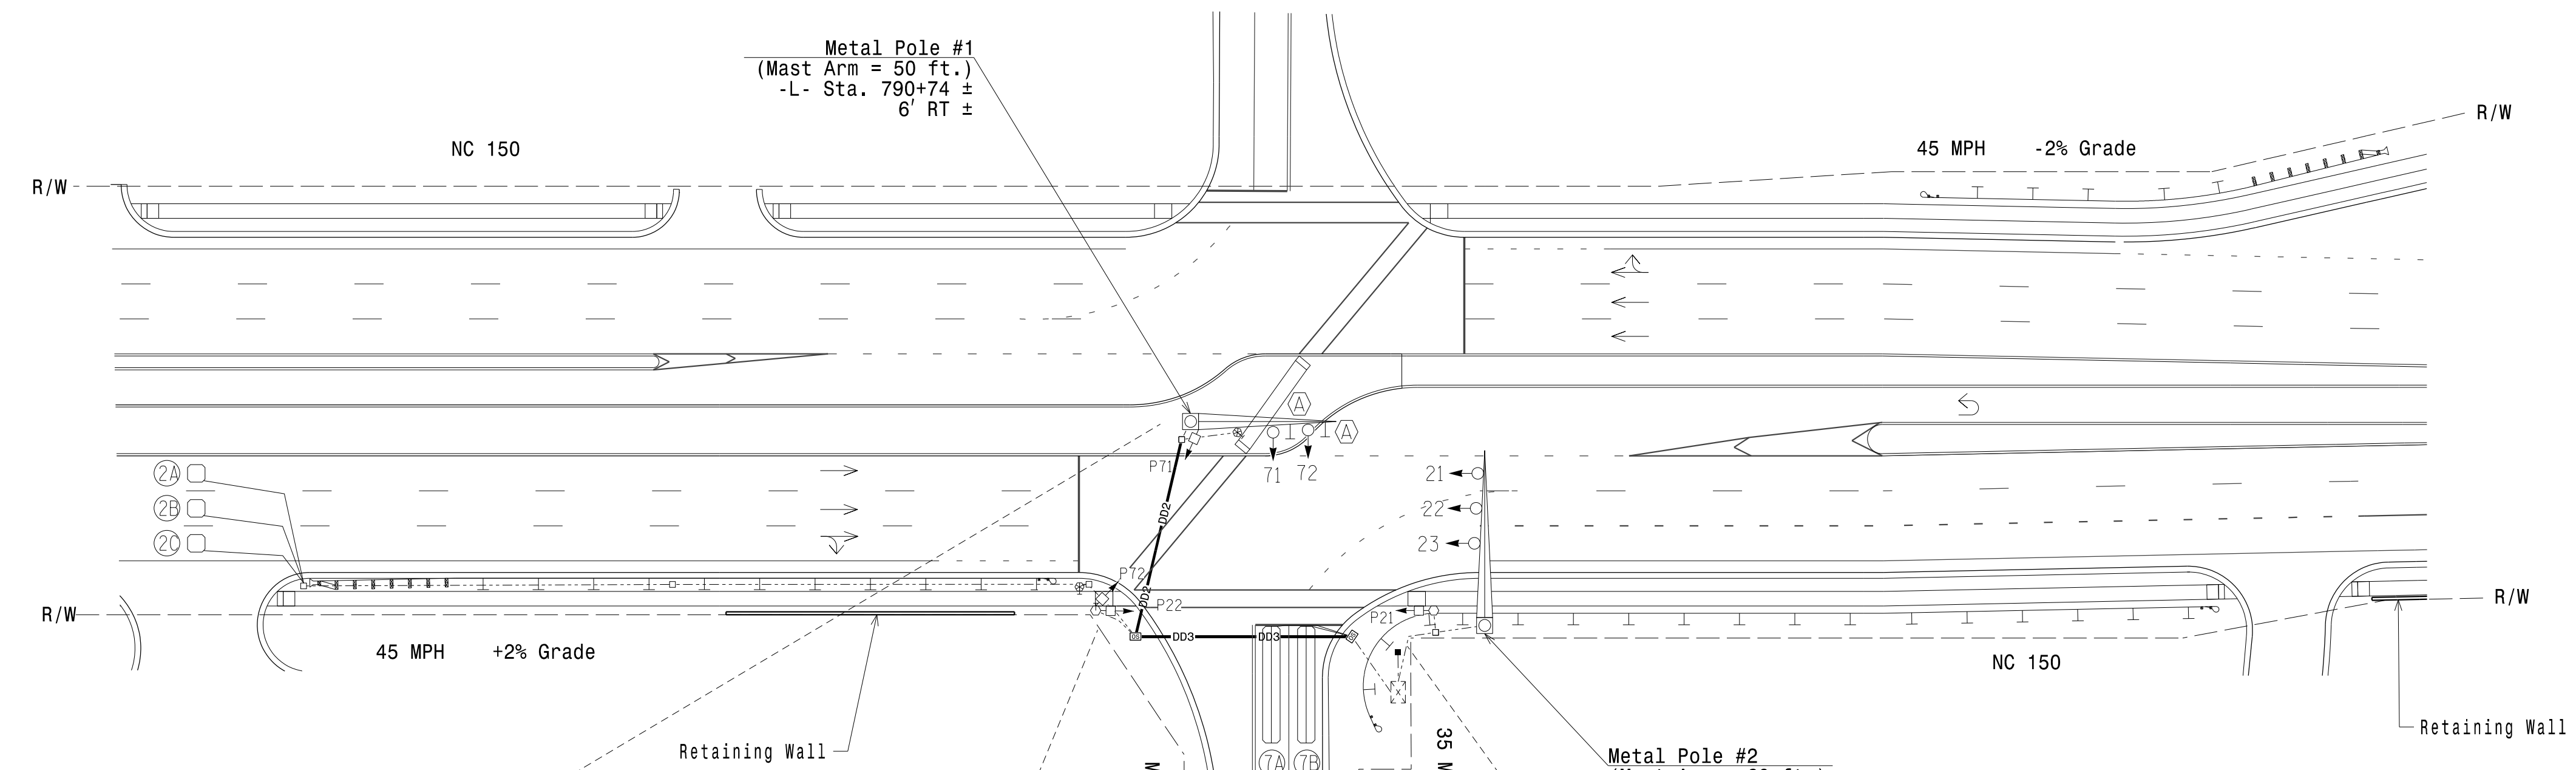 Metal Pole #1
(Mast Arm = 50 ft.)
-L- Sta. 790+74 ±
6' RT ±
R/W
NC 150
45 MPH -2% Grade
R/W
A
A
P71
71
72
2A
2B
2C
21
22
23
DD2
DD2
P72
P22
P21
DD3
DD3
R/W
R/W
45 MPH +2% Grade
NC 150
Retaining Wall
Retaining Wall
35
7A
7B
Metal Pole #2